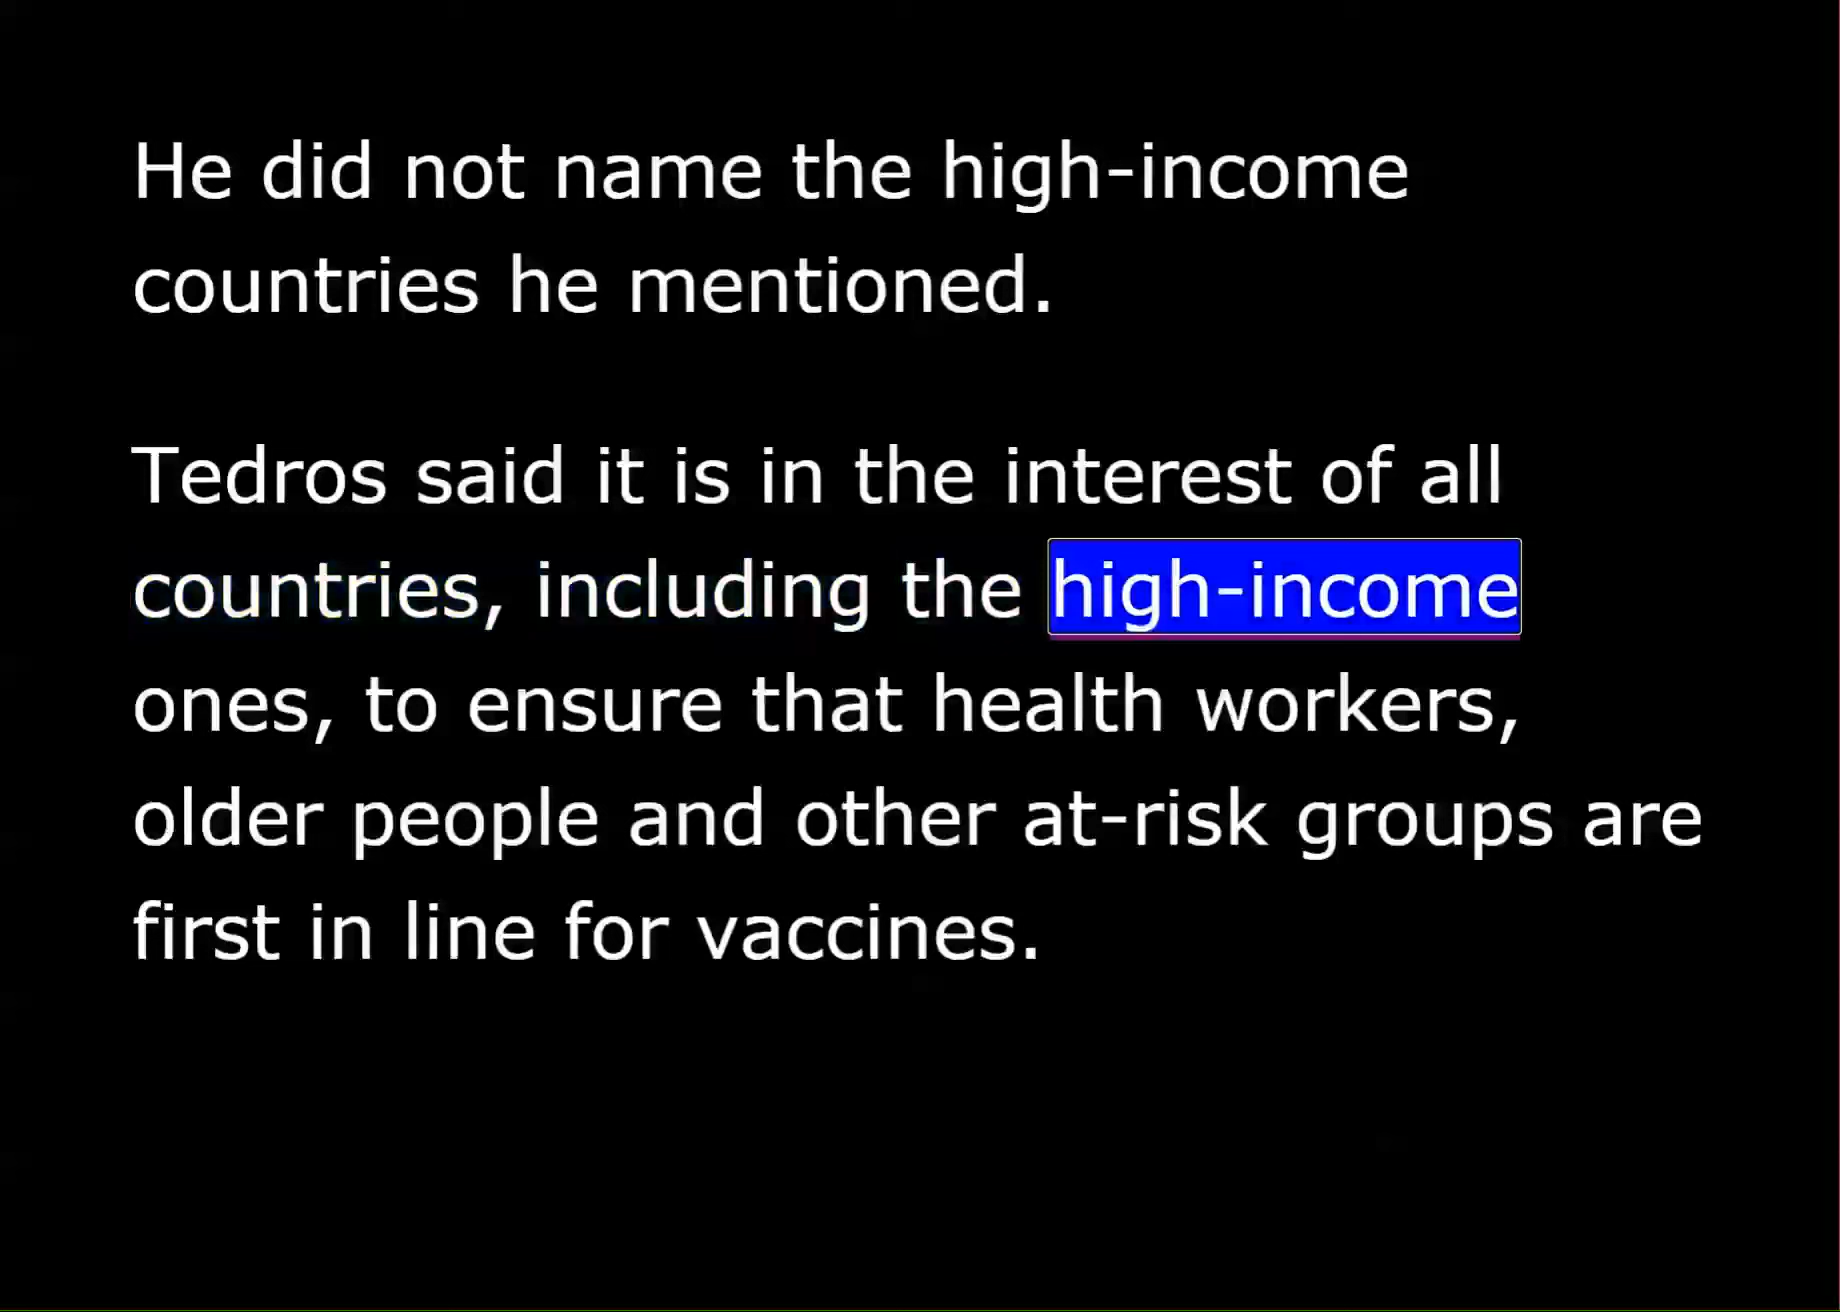 He did not name the high-income
countries he mentioned.
Tedros said it is in the interest of all
countries, including the high-income
ones, to ensure that health workers,
older people and other at-risk groups are
first in line for vaccines.